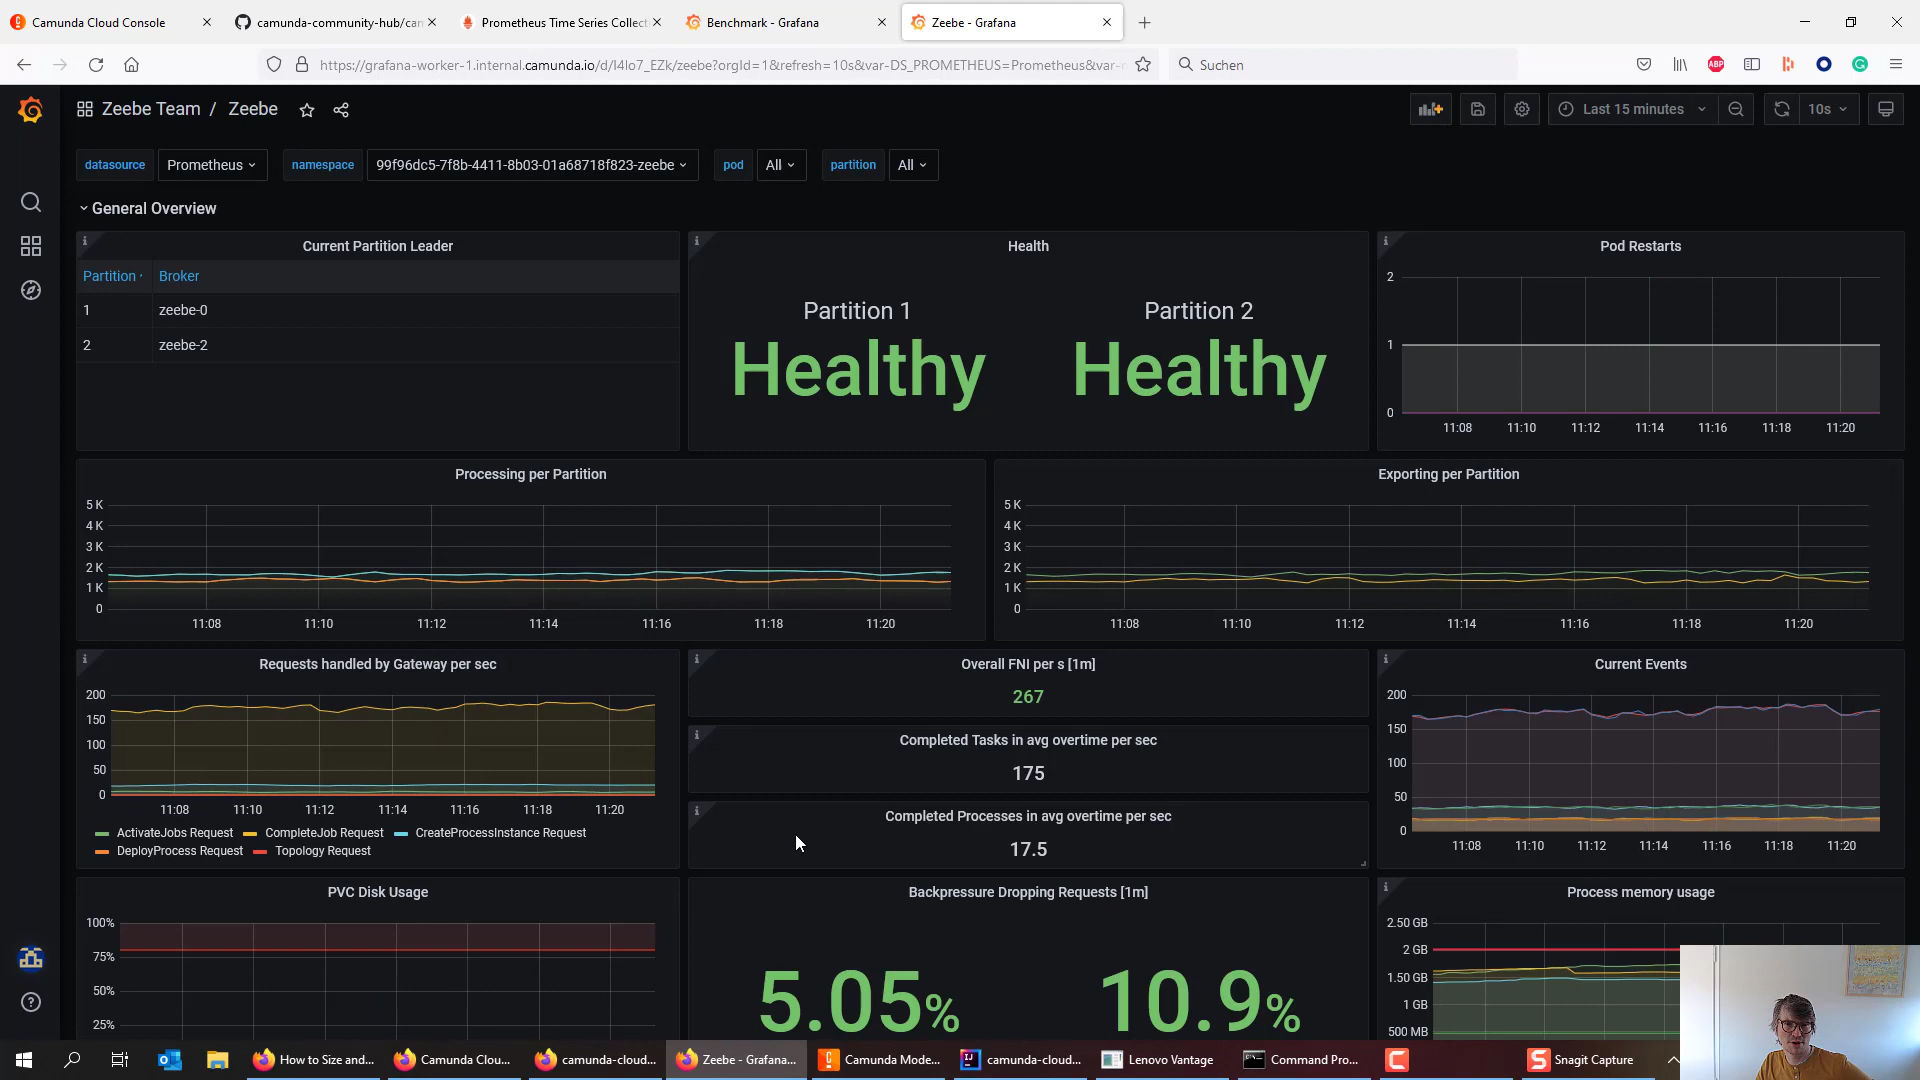 Camunda Cloud Console
camunda-community-hub/can
Prometheus Time Series Collect
Benchmark - Grafana
Zeebe - Grafana
https://grafana-worker-1.internal.camunda.io/d/I4lo7_EZk/zeebe?orgId=1&refresh=10s&var-DS_PROMETHEUS=Prometheus&var-n
Suchen
ABP
Zeebe Team / Zeebe
Last 15 minutes
10s
datasource Prometheus namespace 99f96dc5-7f8b-4411-8b03-01a68718f823-zeebe pod All partition All
General Overview
Current Partition Leader
Partition Broker
1 zeebe-0
2 zeebe-2
Health
Partition 1 Partition 2
Healthy Healthy
Pod Restarts
2
1
0
11:08 11:10 11:12 11:14 11:16 11:18 11:20
Processing per Partition
5 K
4 K
3 K
2 K
1 K
0
11:08 11:10 11:12 11:14 11:16 11:18 11:20
Exporting per Partition
5 K
4 K
3 K
2 K
1 K
0
11:08 11:10 11:12 11:14 11:16 11:18 11:20
Requests handled by Gateway per sec
200
150
100
50
0
11:08 11:10 11:12 11:14 11:16 11:18 11:20
ActivateJobs Request CompleteJob Request CreateProcessInstance Request
DeployProcess Request Topology Request
Overall FNI per s [1m]
267
Completed Tasks in avg overtime per sec
175
Completed Processes in avg overtime per sec
17.5
Current Events
200
150
100
50
0
11:08 11:10 11:12 11:14 11:16 11:18 11:20
PVC Disk Usage
100%
75%
50%
25%
Backpressure Dropping Requests [1m]
5.05% 10.9%
Process memory usage
2.50 GB
2 GB
1.50 GB
1 GB
500 MB
How to Size and...
Camunda Clou...
camunda-cloud...
Zeebe - Grafana...
Camunda Mode...
camunda-cloud...
Lenovo Vantage
Command Pro...
Snagit Capture